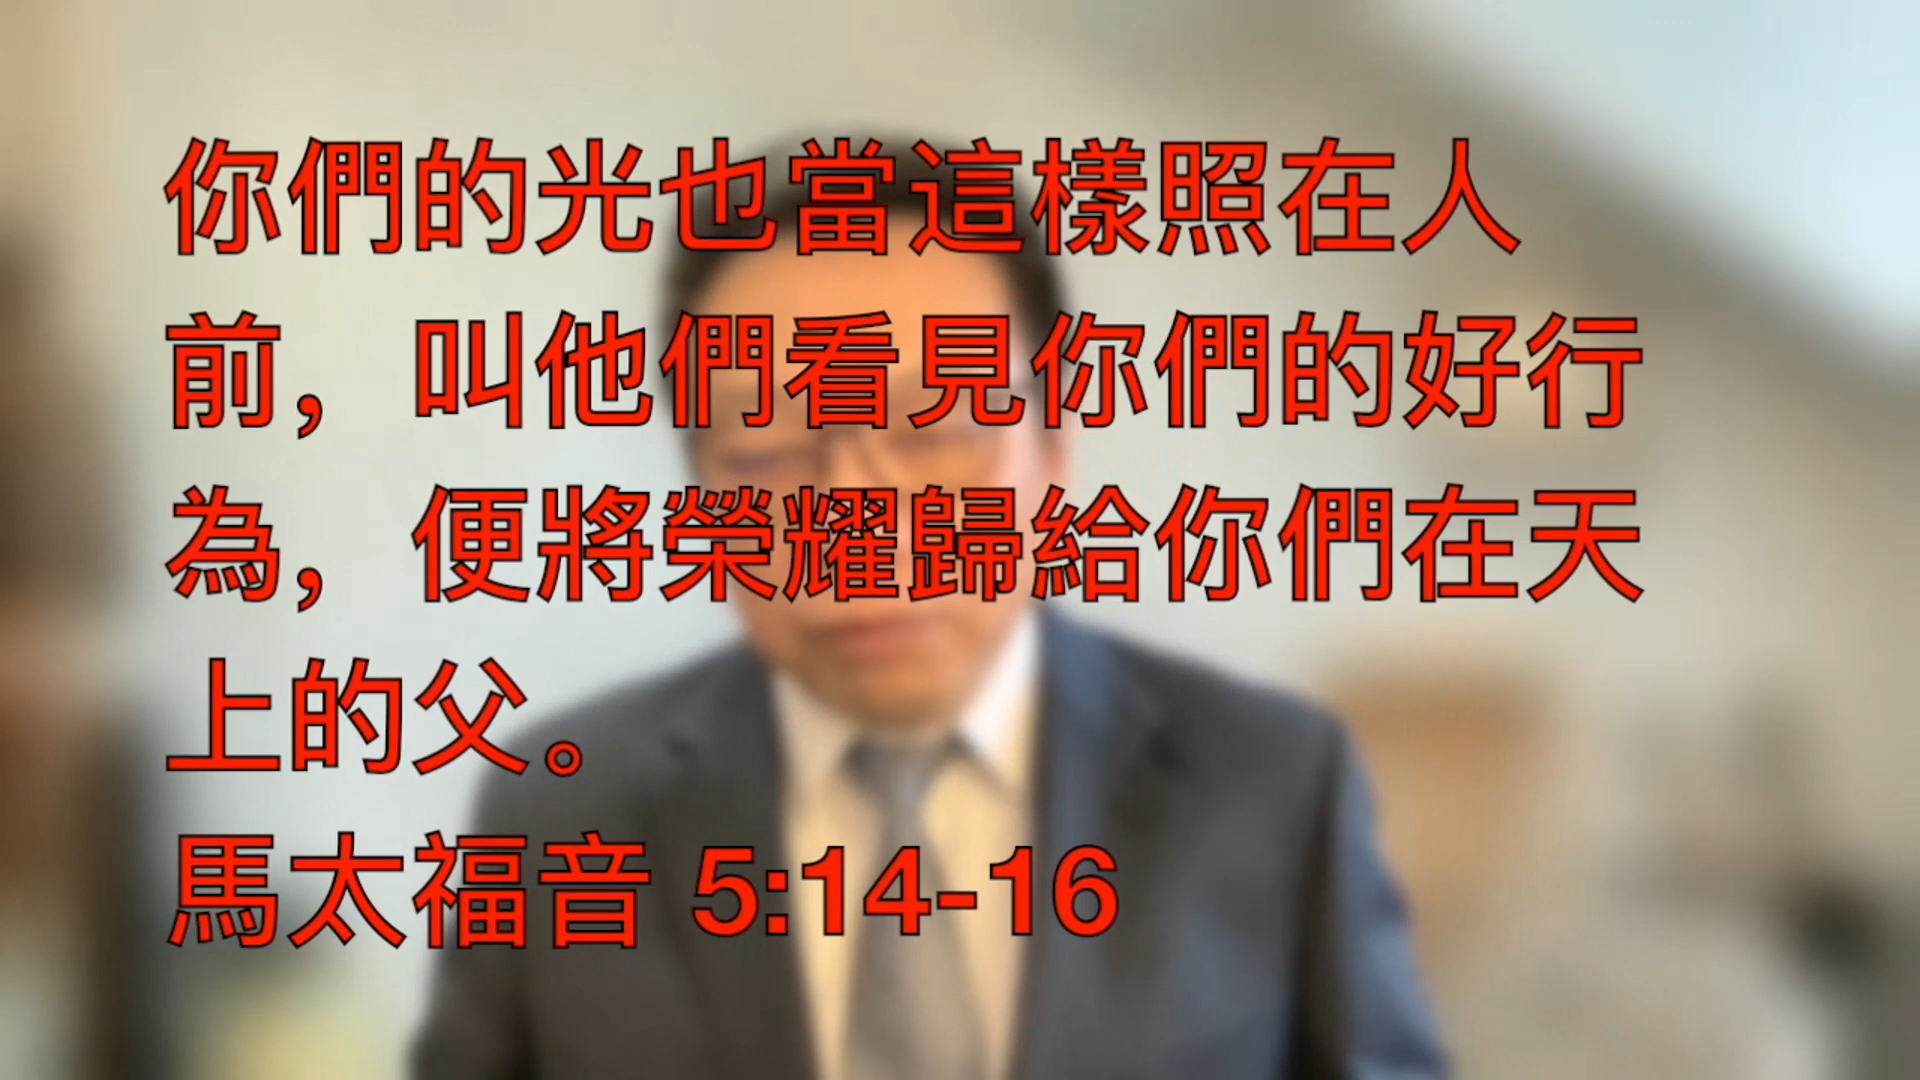 你們的光也當這樣照在人
前，叫他們看見你們的好行
為，便將榮耀歸給你們在天
上的父。
馬太福音 5:14-16